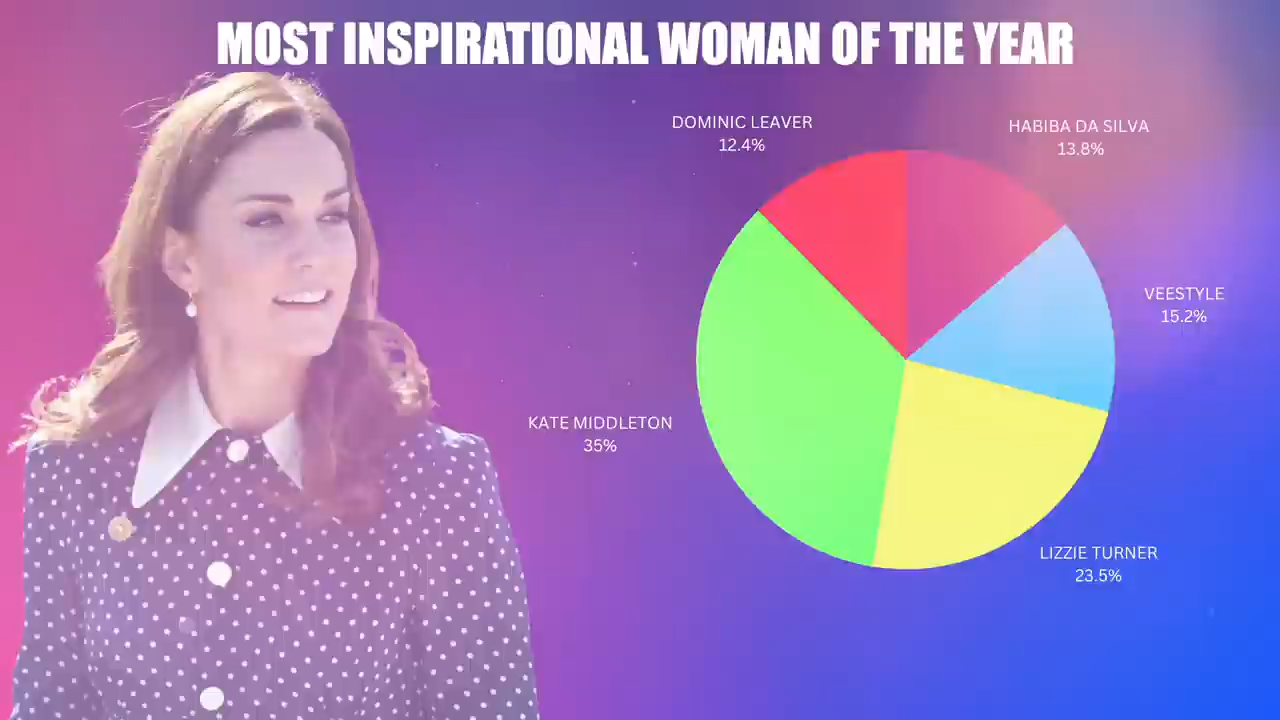 MOST INSPIRATIONAL WOMAN OF THE YEAR
DOMINIC LEAVER
12.4%
HABIBA DA SILVA
13.8%
VEESTYLE
15.2%
KATE MIDDLETON
35%
LIZZIE TURNER
23.5%